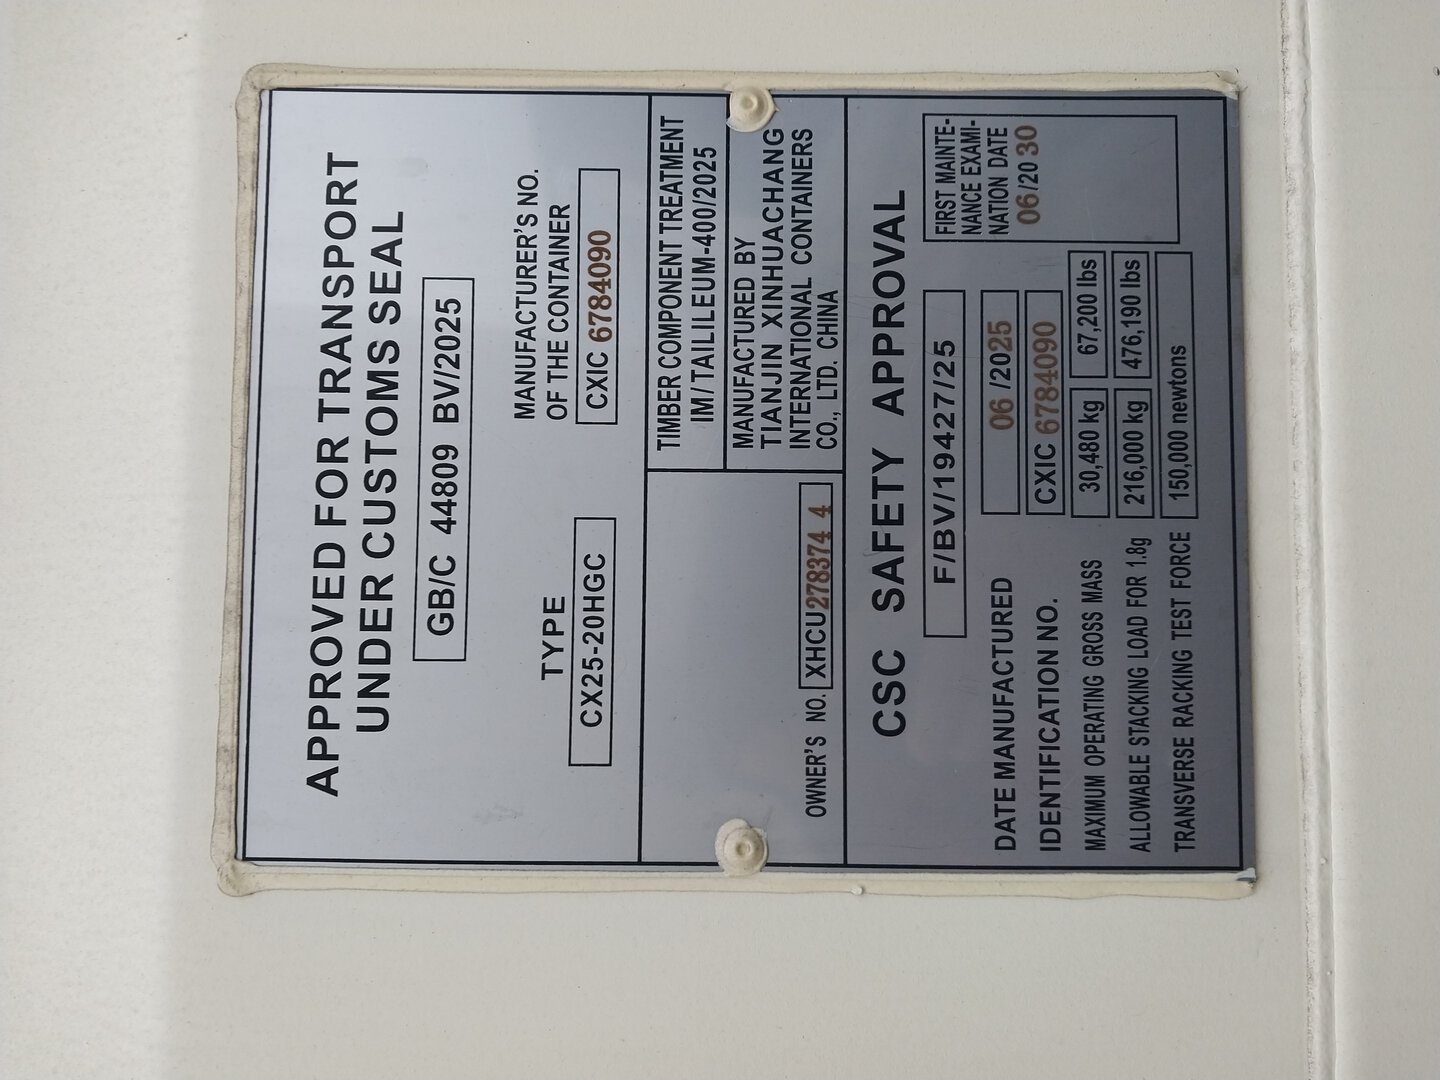 APPROVED FOR TRANSPORT
UNDER CUSTOMS SEAL
GB/C 44809 BV/2025
TYPE
CX25-20HGC
MANUFACTURER'S NO.
OF THE CONTAINER
CXIC 6784090
TIMBER COMPONENT TREATMENT
IM/TAILILEUM-400/2025
MANUFACTURED BY
TIANJIN XINHUACHANG
INTERNATIONAL CONTAINERS
CO., LTD. CHINA
OWNER'S NO. XHCU 278374 4
CSC SAFETY APPROVAL
F/BV/19427/25
FIRST MAINTE-
NANCE EXAMI-
NATION DATE
06/20 30
DATE MANUFACTURED 06 /2025
IDENTIFICATION NO. CXIC 6784090
MAXIMUM OPERATING GROSS MASS 30,480 kg 67,200 lbs
ALLOWABLE STACKING LOAD FOR 1.8g 216,000 kg 476,190 lbs
TRANSVERSE RACKING TEST FORCE 150,000 newtons